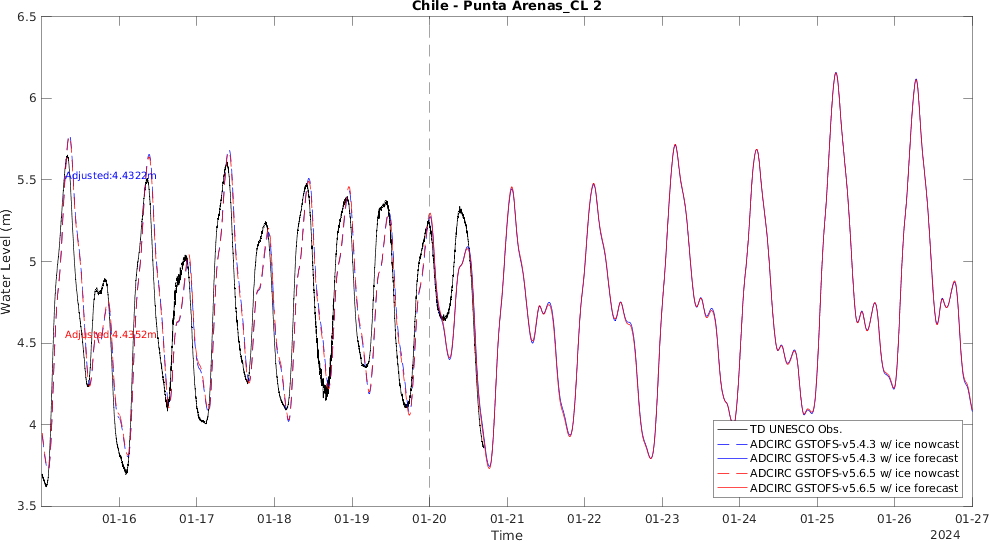 Chile - Punta Arenas_CL 2
6.5
6
5.5
5
4.5
4
3.5
Water Level (m)
Adjusted:4.4322m
Adjusted:4.4352m
TD UNESCO Obs.
ADCIRC GSTOFS-v5.4.3 w/ ice nowcast
ADCIRC GSTOFS-v5.4.3 w/ ice forecast
ADCIRC GSTOFS-v5.6.5 w/ ice nowcast
ADCIRC GSTOFS-v5.6.5 w/ ice forecast
01-16 01-17 01-18 01-19 01-20 01-21 01-22 01-23 01-24 01-25 01-26 01-27
Time
2024